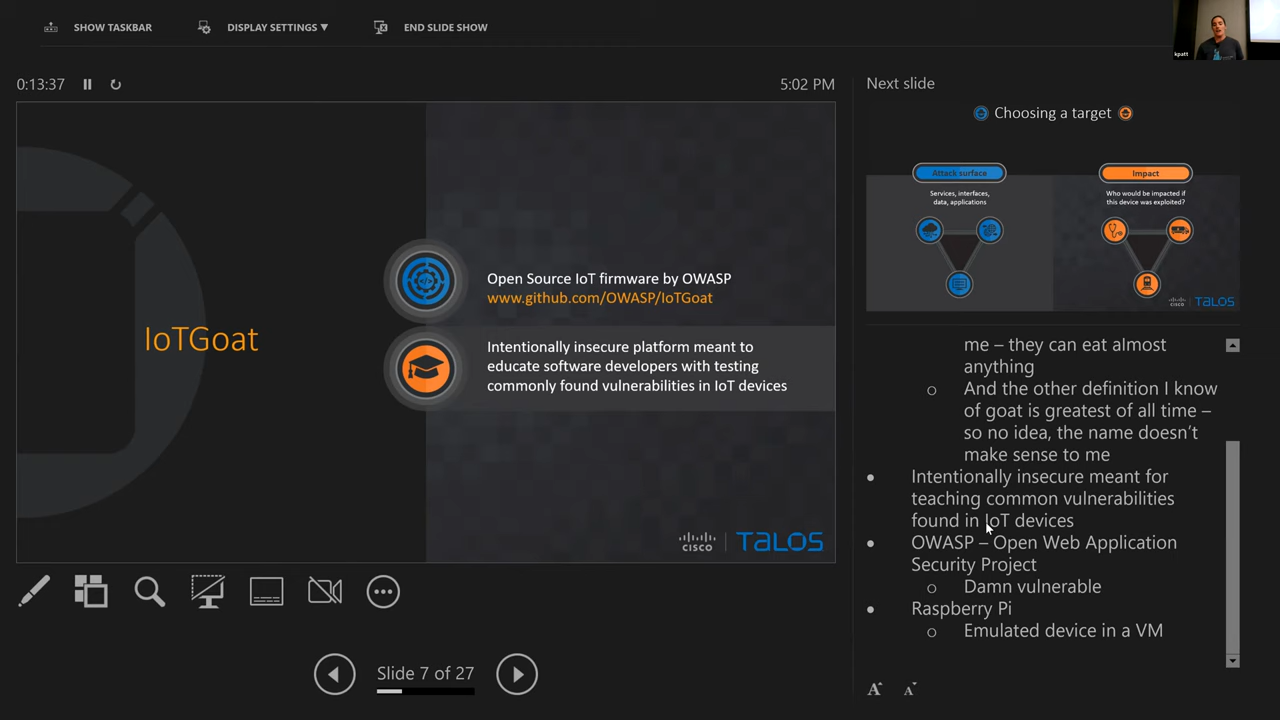 SHOW TASKBAR
DISPLAY SETTINGS ▼
END SLIDE SHOW
kpatt
0:13:37
5:02 PM
Next slide
IoTGoat
Open Source IoT firmware by OWASP
www.github.com/OWASP/IoTGoat
Intentionally insecure platform meant to
educate software developers with testing
commonly found vulnerabilities in IoT devices
CISCO TALOS
Choosing a target
Attack surface
Services, interfaces,
data, applications
Impact
Who would be impacted if
this device was exploited?
CISCO TALOS
me – they can eat almost
anything
o And the other definition I know
of goat is greatest of all time –
so no idea, the name doesn't
make sense to me
• Intentionally insecure meant for
teaching common vulnerabilities
found in IoT devices
• OWASP – Open Web Application
Security Project
o Damn vulnerable
• Raspberry Pi
o Emulated device in a VM
Slide 7 of 27
A A